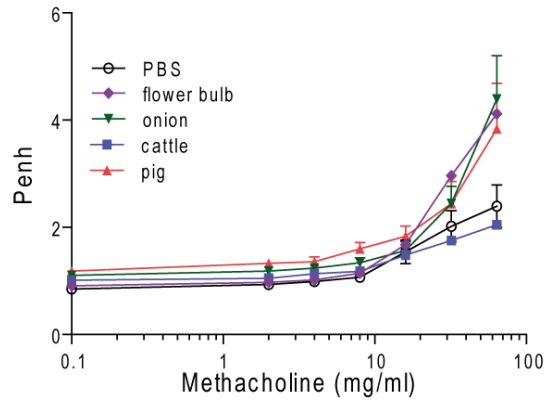 6
4
2
0
Penh
PBS
flower bulb
onion
cattle
pig
0.1 1 10 100
Methacholine (mg/ml)